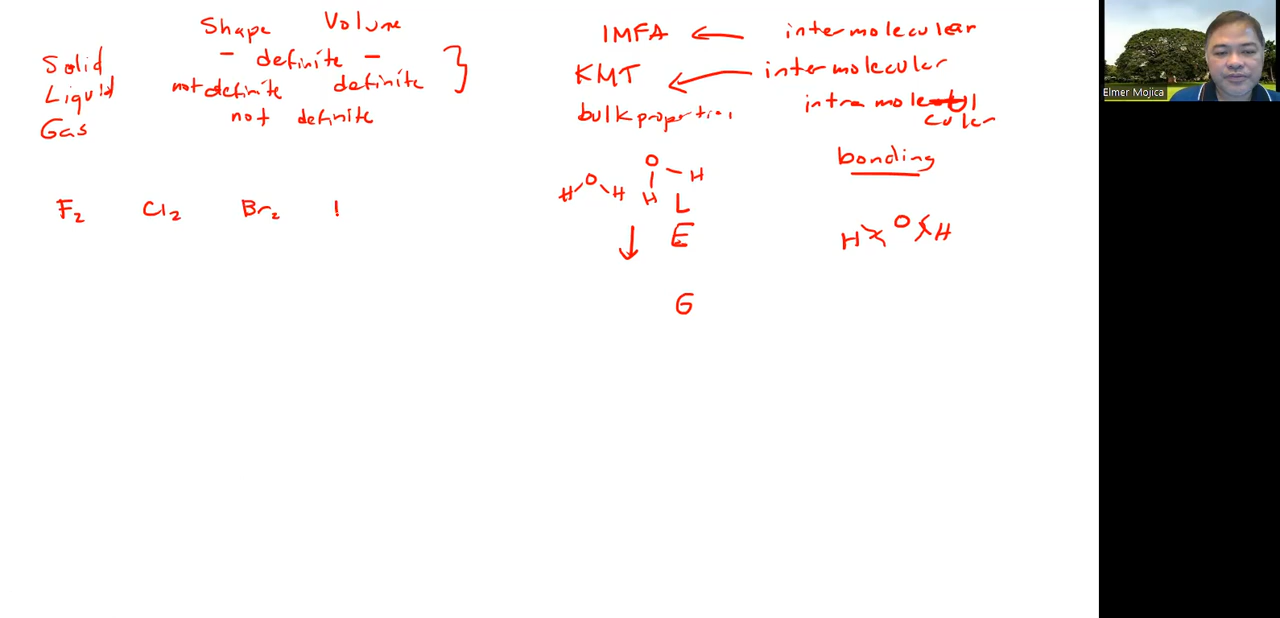 Shape Volume
Solid - definite -
Liquid not definite definite
Gas not definite
F2 Cl2 Br2 I
IMFA ← intermolecular
KMT ← intermolecular
bulk properties intramolecular
bonding
H O H O H H
L
E
G
H O H
Elmer Mojica